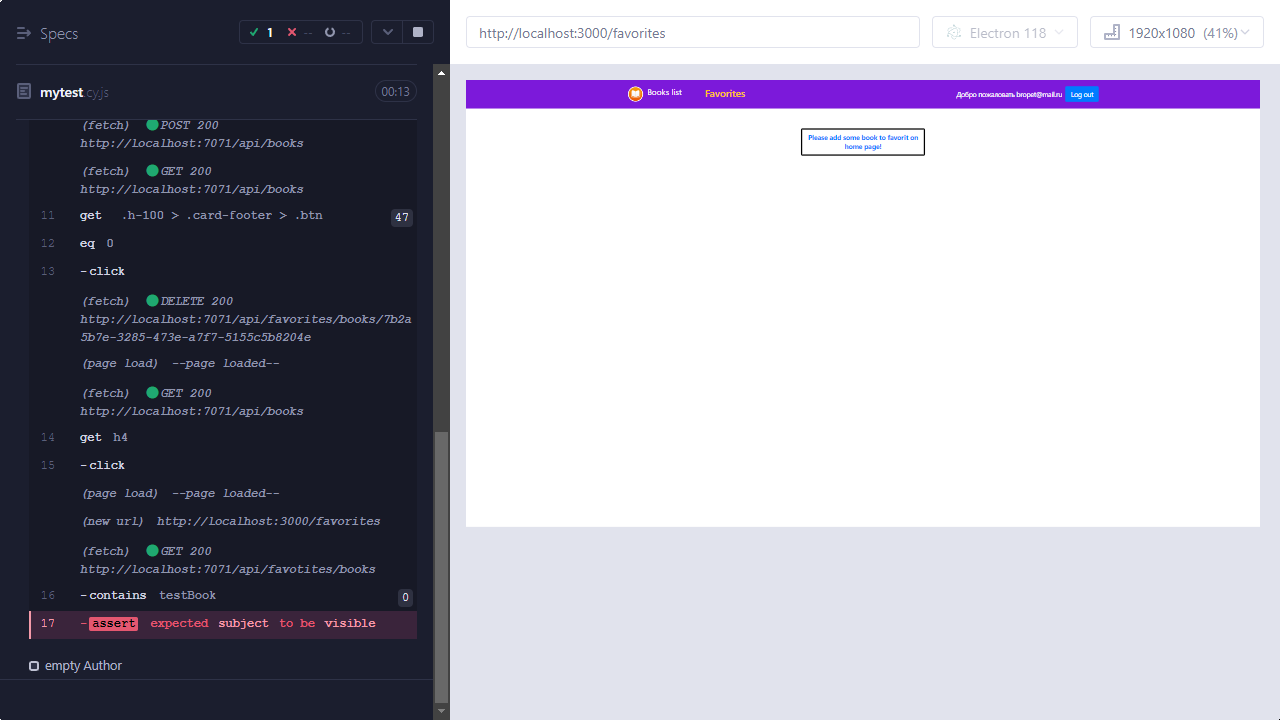 Specs
1
--
--
mytest.cy.js
00:13
(fetch) POST 200
http://localhost:7071/api/books
(fetch) GET 200
http://localhost:7071/api/books
11 get .h-100 > .card-footer > .btn 47
12 eq 0
13 -click
(fetch) DELETE 200
http://localhost:7071/api/favorites/books/7b2a
5b7e-3285-473e-a7f7-5155c5b8204e
(page load) --page loaded--
(fetch) GET 200
http://localhost:7071/api/books
14 get h4
15 -click
(page load) --page loaded--
(new url) http://localhost:3000/favorites
(fetch) GET 200
http://localhost:7071/api/favotites/books
16 -contains testBook 0
17 -assert expected subject to be visible
empty Author
http://localhost:3000/favorites
Electron 118
1920x1080 (41%)
Books list
Favorites
Добро пожаловать bropet@mail.ru
Log out
Please add some book to favorit on
home page!